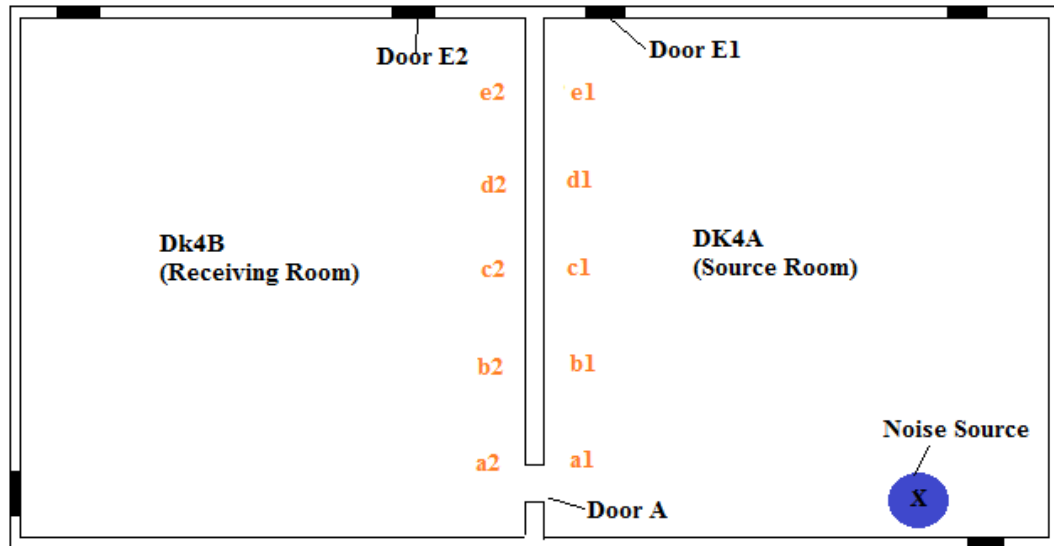 Door E2
Door E1
e2
e1
d2
d1
Dk4B
(Receiving Room)
DK4A
(Source Room)
c2
c1
b2
b1
Noise Source
a2
a1
X
Door A